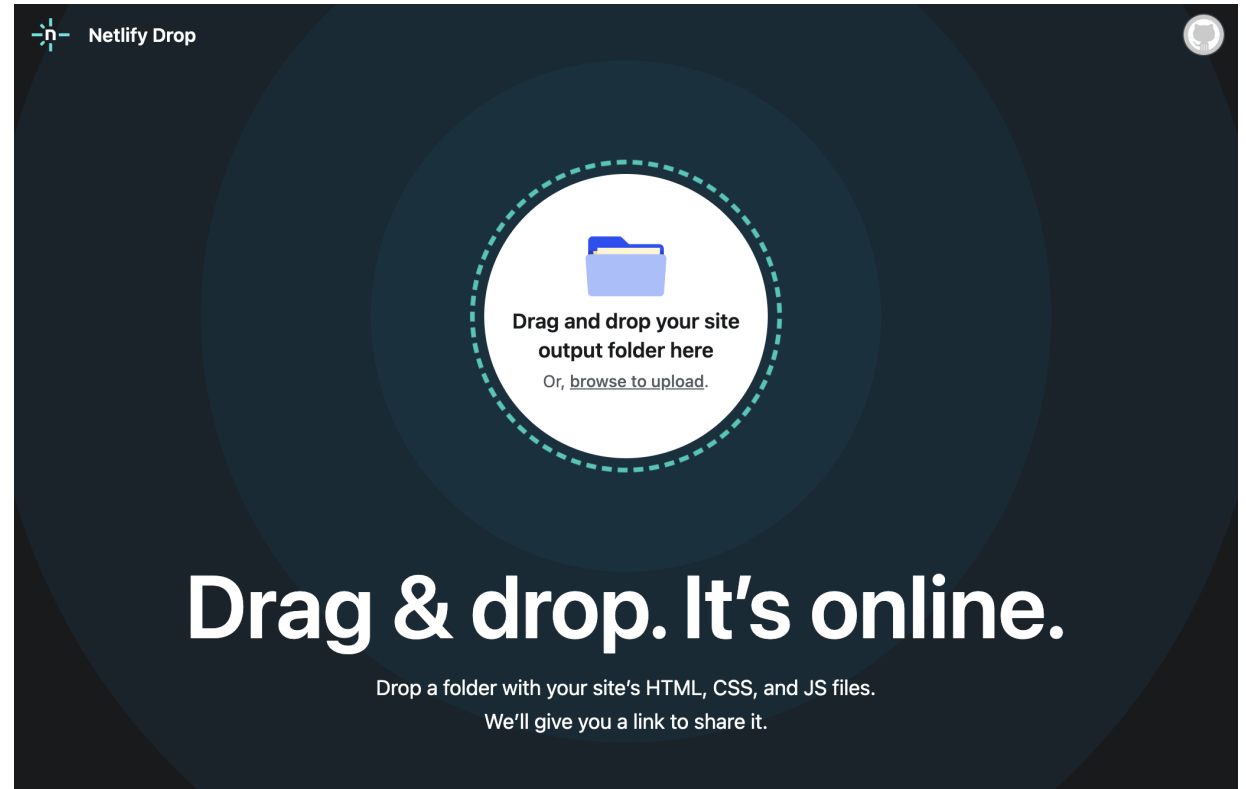 Netlify Drop
Drag and drop your site
output folder here
Or, browse to upload.
Drag & drop. It’s online.
Drop a folder with your site’s HTML, CSS, and JS files.
We’ll give you a link to share it.